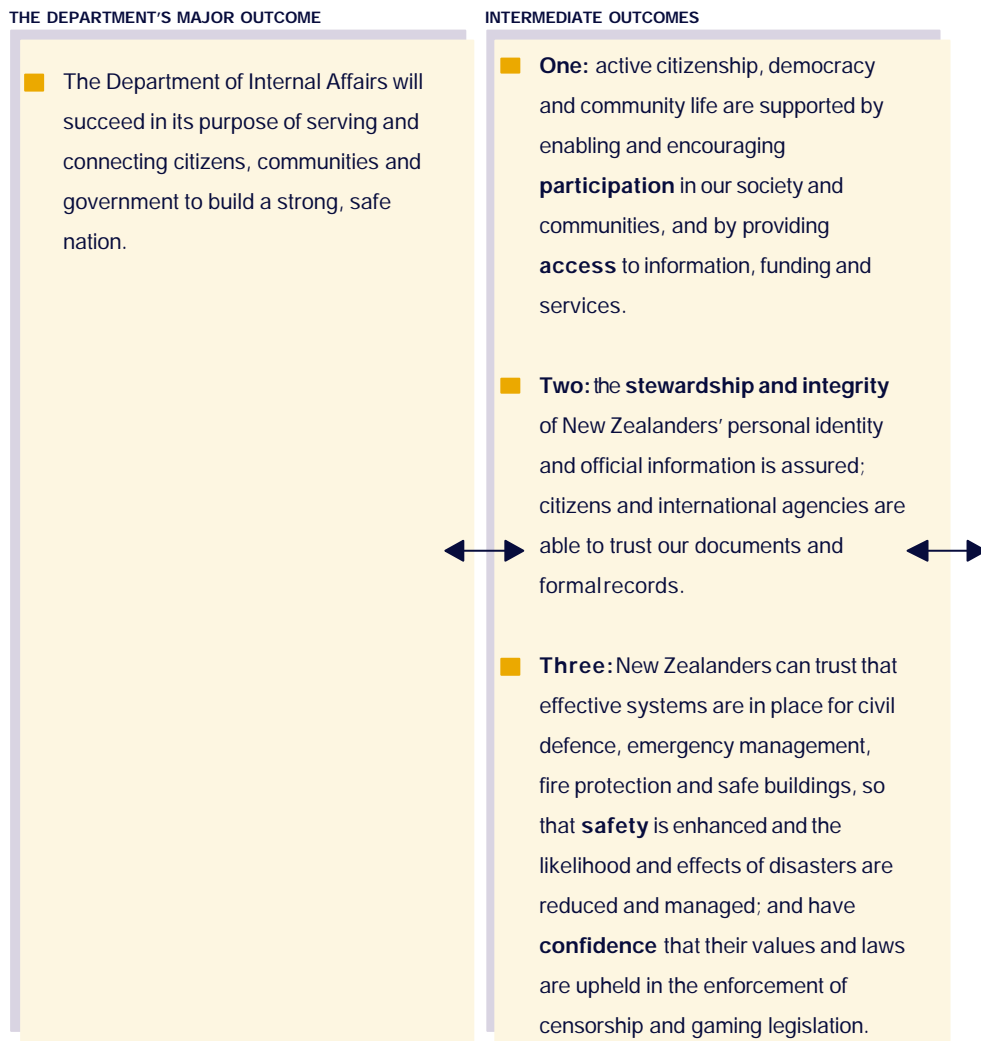 THE DEPARTMENT'S MAJOR OUTCOME
The Department of Internal Affairs will
succeed in its purpose of serving and
connecting citizens, communities and
government to build a strong, safe
nation.
INTERMEDIATE OUTCOMES
One: active citizenship, democracy
and community life are supported by
enabling and encouraging
participation in our society and
communities, and by providing
access to information, funding and
services.
Two: the stewardship and integrity
of New Zealanders' personal identity
and official information is assured;
citizens and international agencies are
able to trust our documents and
formal records.
Three: New Zealanders can trust that
effective systems are in place for civil
defence, emergency management,
fire protection and safe buildings, so
that safety is enhanced and the
likelihood and effects of disasters are
reduced and managed; and have
confidence that their values and laws
are upheld in the enforcement of
censorship and gaming legislation.